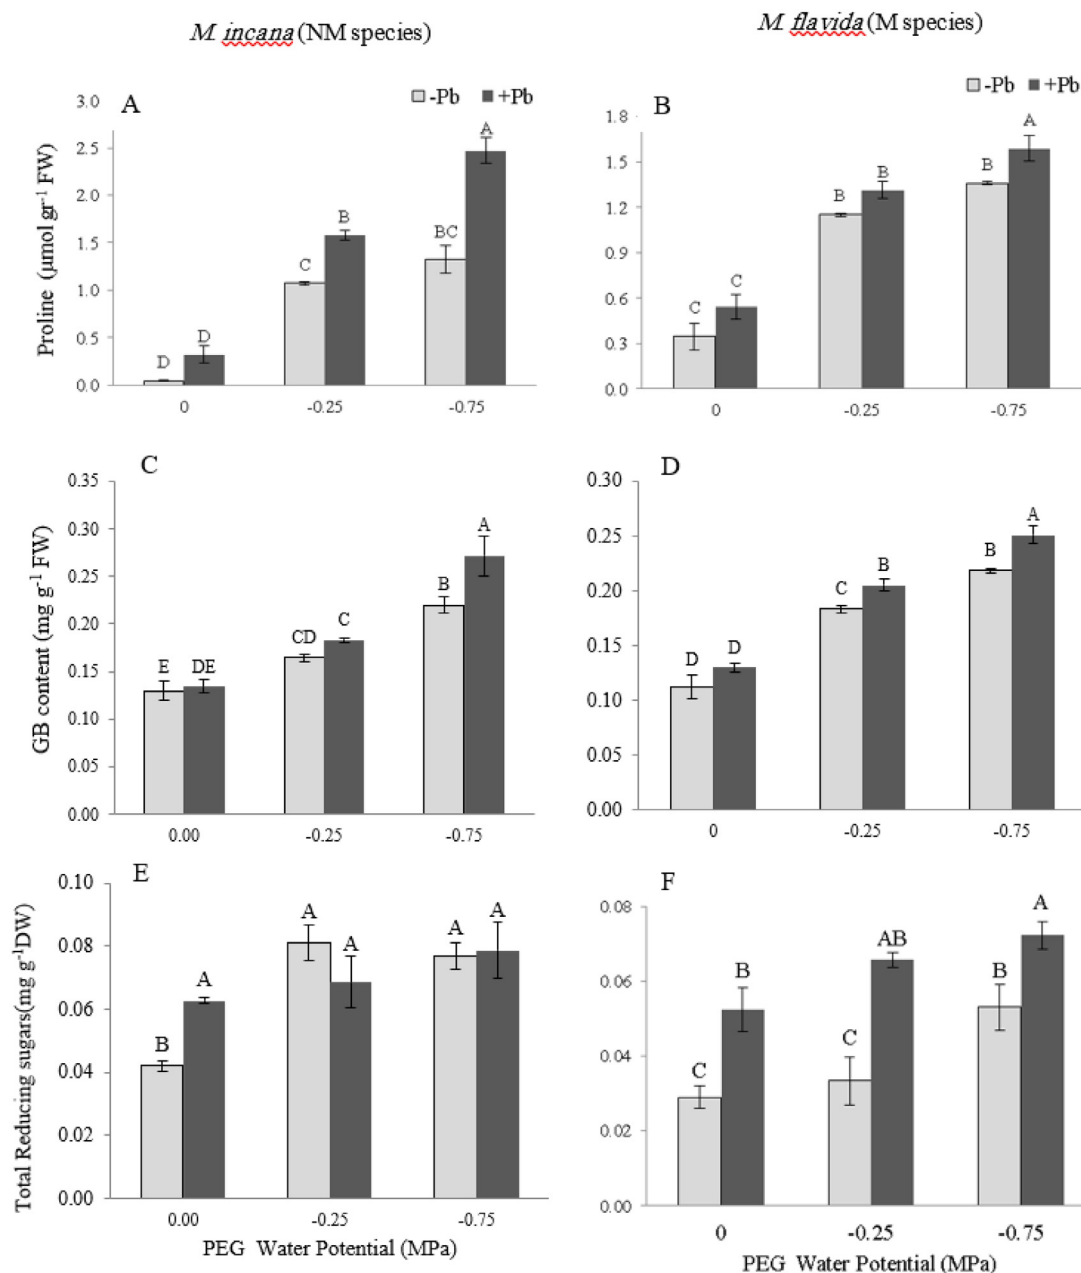 M. incana (NM species)
M. flavida (M species)
A
-Pb +Pb
Proline (µmol gr⁻¹ FW)
3.0
2.5
2.0
1.5
1.0
0.5
0.0
D
D
C
B
BC
A
0 -0.25 -0.75
B
-Pb +Pb
1.8
1.5
1.2
0.9
0.6
0.3
0.0
C
C
B
B
B
A
0 -0.25 -0.75
C
GB content (mg g⁻¹ FW)
0.35
0.30
0.25
0.20
0.15
0.10
0.05
0.00
E
DE
CD
C
B
A
0.00 -0.25 -0.75
D
0.30
0.25
0.20
0.15
0.10
0.05
0.00
D
D
C
B
B
A
0 -0.25 -0.75
E
Total Reducing sugars(mg g⁻¹DW)
0.10
0.08
0.06
0.04
0.02
0.00
B
A
A
A
A
A
0.00 -0.25 -0.75
PEG Water Potential (MPa)
F
0.08
0.06
0.04
0.02
0.00
C
B
C
AB
B
A
0 -0.25 -0.75
PEG Water Potential (MPa)